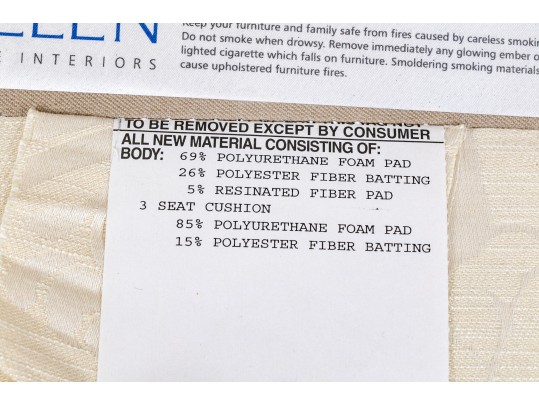 LLEN
E INTERIORS
Keep your furniture and family safe from fires caused by careless smokin
Do not smoke when drowsy. Remove immediately any glowing ember o
lighted cigarette which falls on furniture. Smoldering smoking materials
cause upholstered furniture fires.
TO BE REMOVED EXCEPT BY CONSUMER
ALL NEW MATERIAL CONSISTING OF:
BODY: 69% POLYURETHANE FOAM PAD
26% POLYESTER FIBER BATTING
5% RESINATED FIBER PAD
3 SEAT CUSHION
85% POLYURETHANE FOAM PAD
15% POLYESTER FIBER BATTING